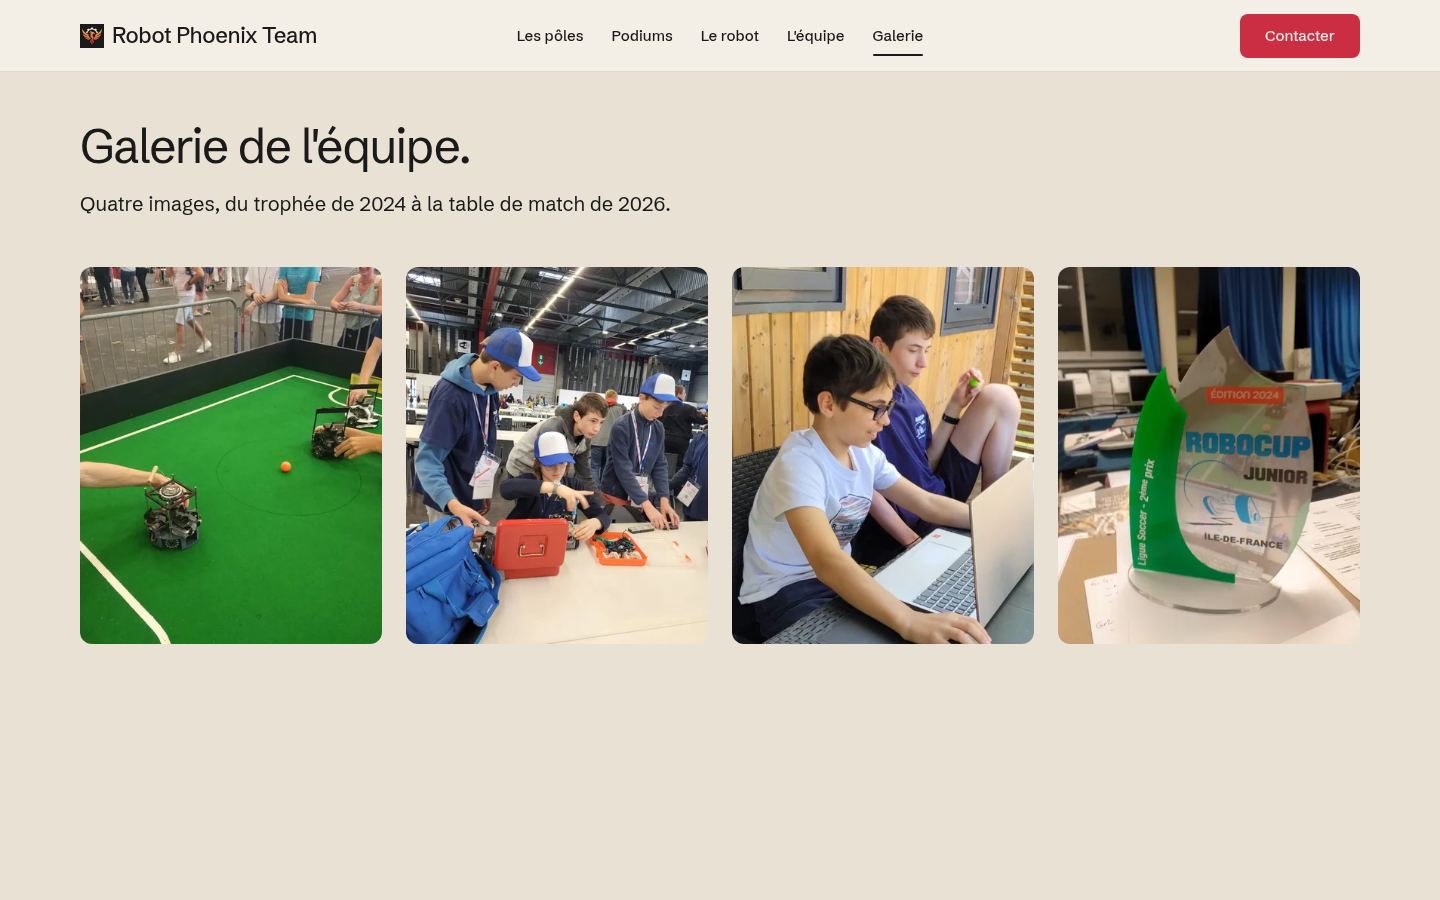 Robot Phoenix Team
Les pôles
Podiums
Le robot
L'équipe
Galerie
Contacter
Galerie de l'équipe.
Quatre images, du trophée de 2024 à la table de match de 2026.
ÉDITION 2024
ROBOCUP
JUNIOR
ILE-DE-FRANCE
Ligue Soccer - 2ème prix